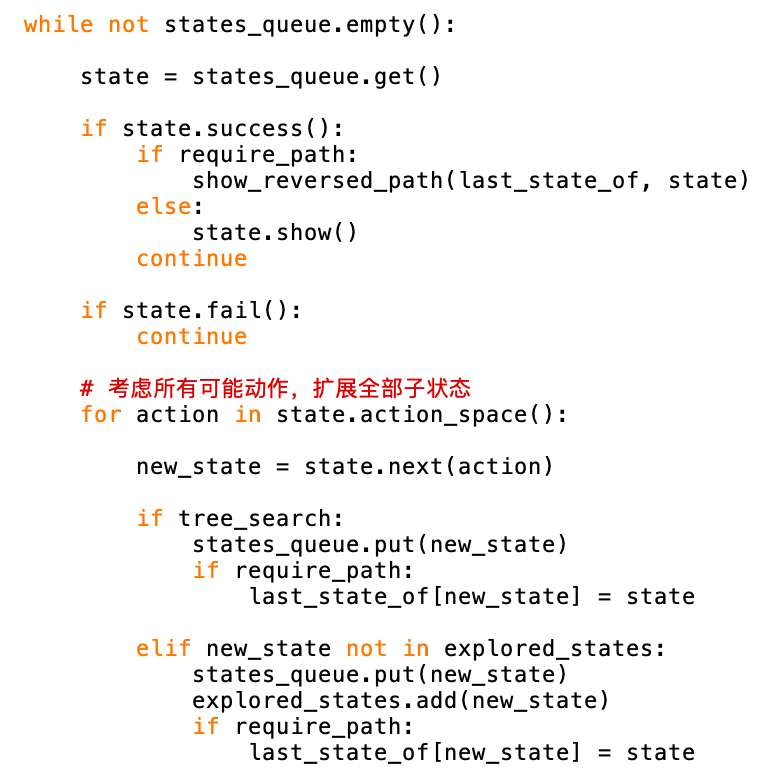 while not states_queue.empty():
    state = states_queue.get()
    if state.success():
        if require_path:
            show_reversed_path(last_state_of, state)
        else:
            state.show()
        continue
    if state.fail():
        continue
    # 考虑所有可能动作，扩展全部子状态
    for action in state.action_space():
        new_state = state.next(action)
        if tree_search:
            states_queue.put(new_state)
            if require_path:
                last_state_of[new_state] = state
        elif new_state not in explored_states:
            states_queue.put(new_state)
            explored_states.add(new_state)
            if require_path:
                last_state_of[new_state] = state